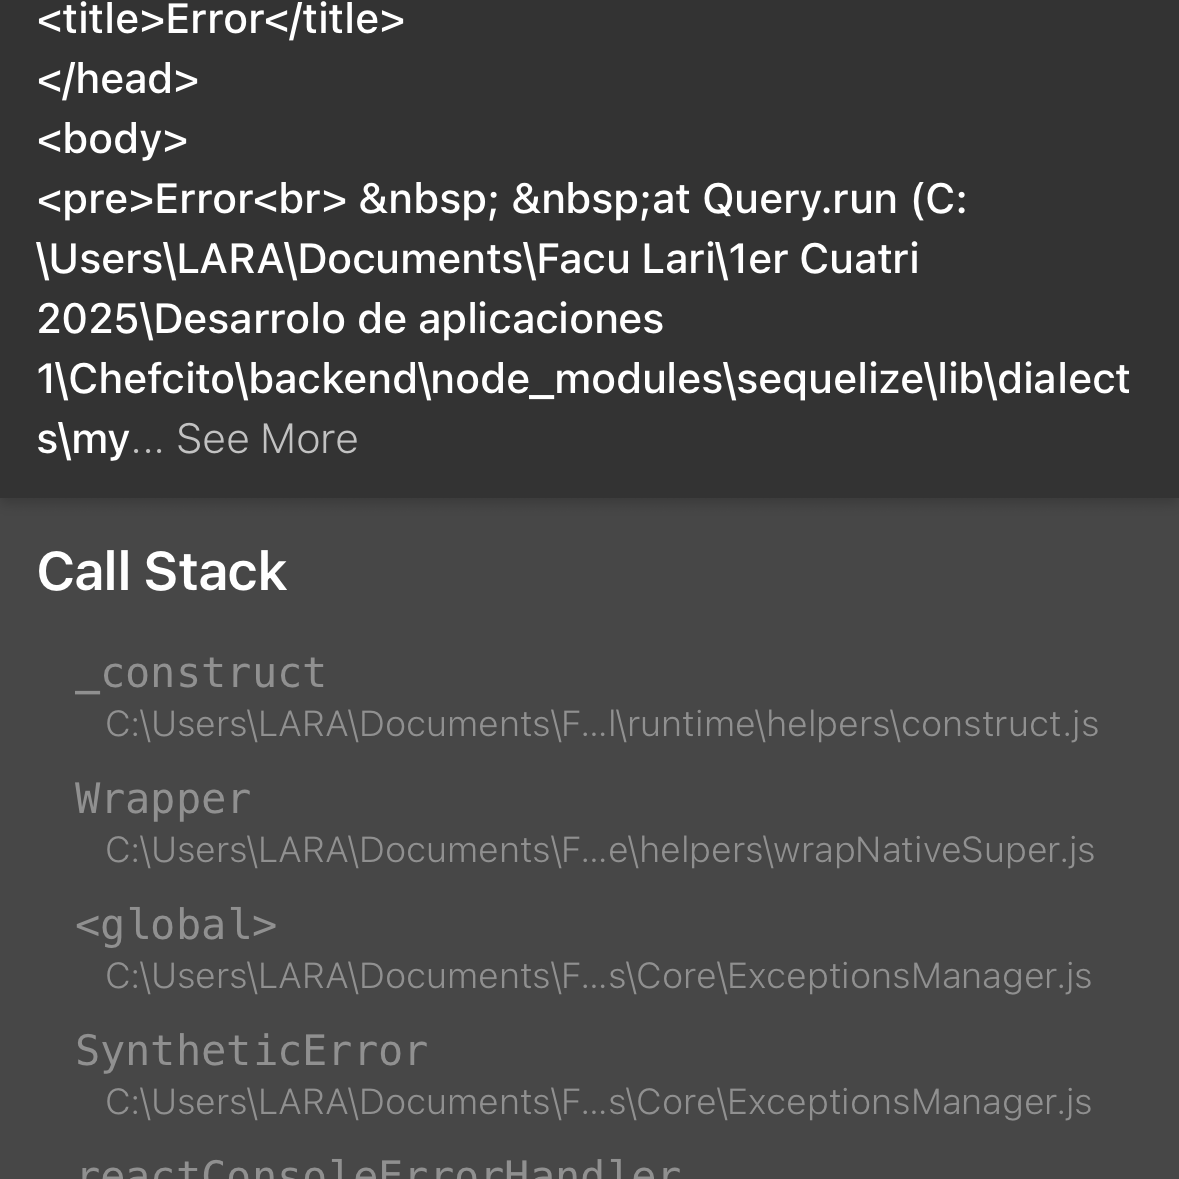 <title>Error</title>
</head>
<body>
<pre>Error<br> &nbsp; &nbsp;at Query.run (C:
\Users\LARA\Documents\Facu Lari\1er Cuatri
2025\Desarrolo de aplicaciones
1\Chefcito\backend\node_modules\sequelize\lib\dialect
s\my... See More
Call Stack
_construct
C:\Users\LARA\Documents\F...l\runtime\helpers\construct.js
Wrapper
C:\Users\LARA\Documents\F...e\helpers\wrapNativeSuper.js
<global>
C:\Users\LARA\Documents\F...s\Core\ExceptionsManager.js
SyntheticError
C:\Users\LARA\Documents\F...s\Core\ExceptionsManager.js
reactConsoleErrorHandler